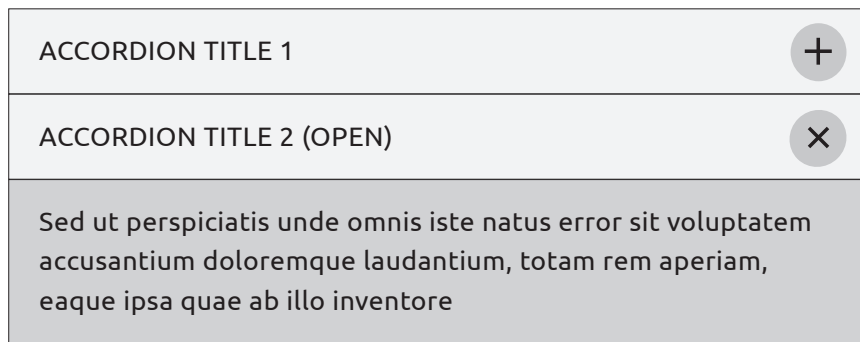 ACCORDION TITLE 1
ACCORDION TITLE 2 (OPEN)
Sed ut perspiciatis unde omnis iste natus error sit voluptatem
accusantium doloremque laudantium, totam rem aperiam,
eaque ipsa quae ab illo inventore